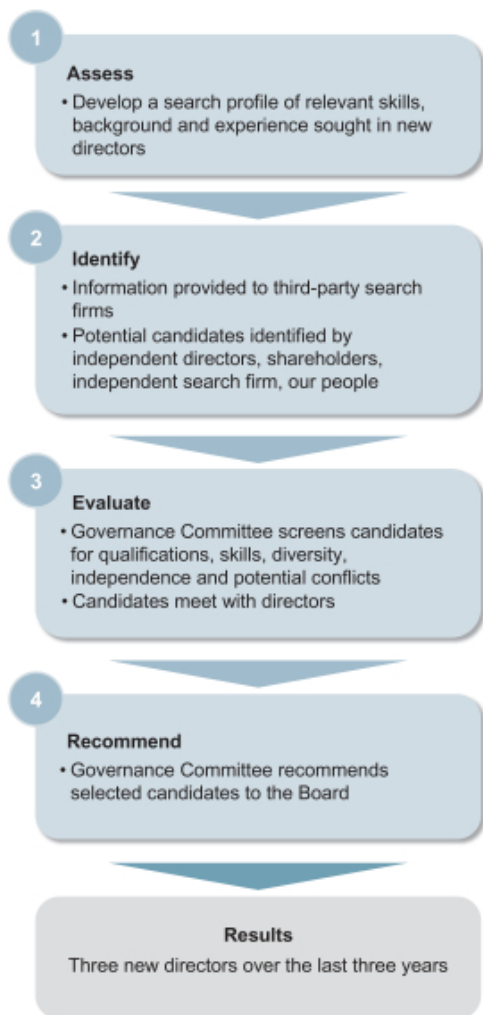 1
Assess
• Develop a search profile of relevant skills,
background and experience sought in new
directors
2
Identify
• Information provided to third-party search
firms
• Potential candidates identified by
independent directors, shareholders,
independent search firm, our people
3
Evaluate
• Governance Committee screens candidates
for qualifications, skills, diversity,
independence and potential conflicts
• Candidates meet with directors
4
Recommend
• Governance Committee recommends
selected candidates to the Board
Results
Three new directors over the last three years